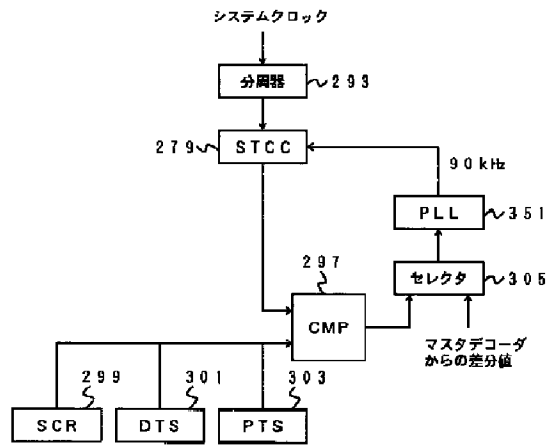 システムクロック
分周器
293
279
STCC
90kHz
PLL
351
297
セレクタ
305
CMP
マスタデコーダ
からの差分値
299
301
303
SCR
DTS
PTS